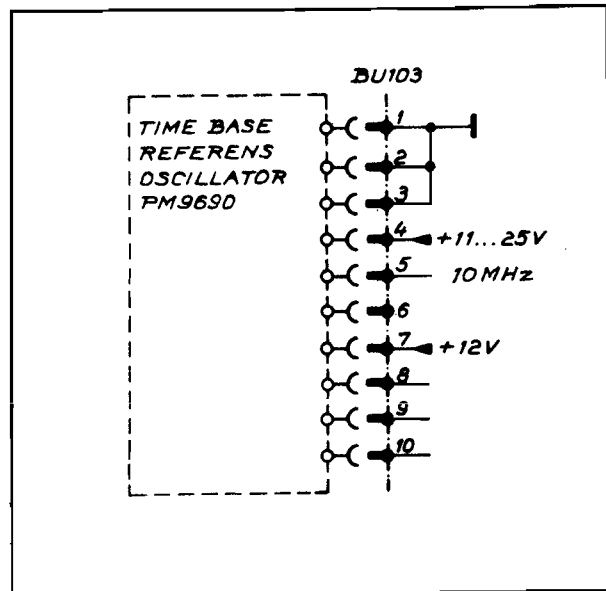 BU103
TIME BASE
REFERENS
OSCILLATOR
PM9690
1
2
3
4 +11...25V
5 10MHz
6
7 +12V
8
9
10